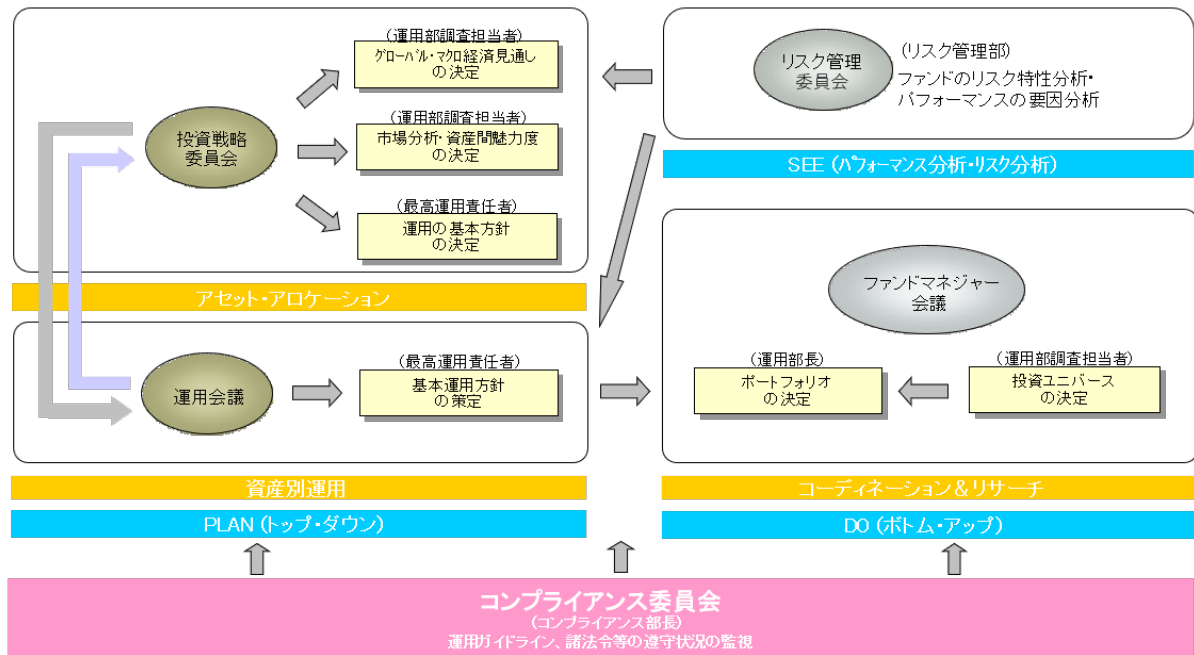 (運用部調査担当者)
グローバル・マクロ経済見通し
の決定
投資戦略
委員会
(運用部調査担当者)
市場分析・資産間魅力度
の決定
(最高運用責任者)
運用の基本方針
の決定
アセット・アロケーション
運用会議
(最高運用責任者)
基本運用方針
の策定
資産別運用
PLAN (トップ・ダウン)
リスク管理
委員会
(リスク管理部)
ファンドのリスク特性分析・
パフォーマンスの要因分析
SEE (パフォーマンス分析・リスク分析)
ファンドマネジャー
会議
(運用部長)
ポートフォリオ
の決定
(運用部調査担当者)
投資ユニバース
の決定
コーディネーション&リサーチ
DO (ボトム・アップ)
コンプライアンス委員会
(コンプライアンス部長)
運用ガイドライン、諸法令等の遵守状況の監視